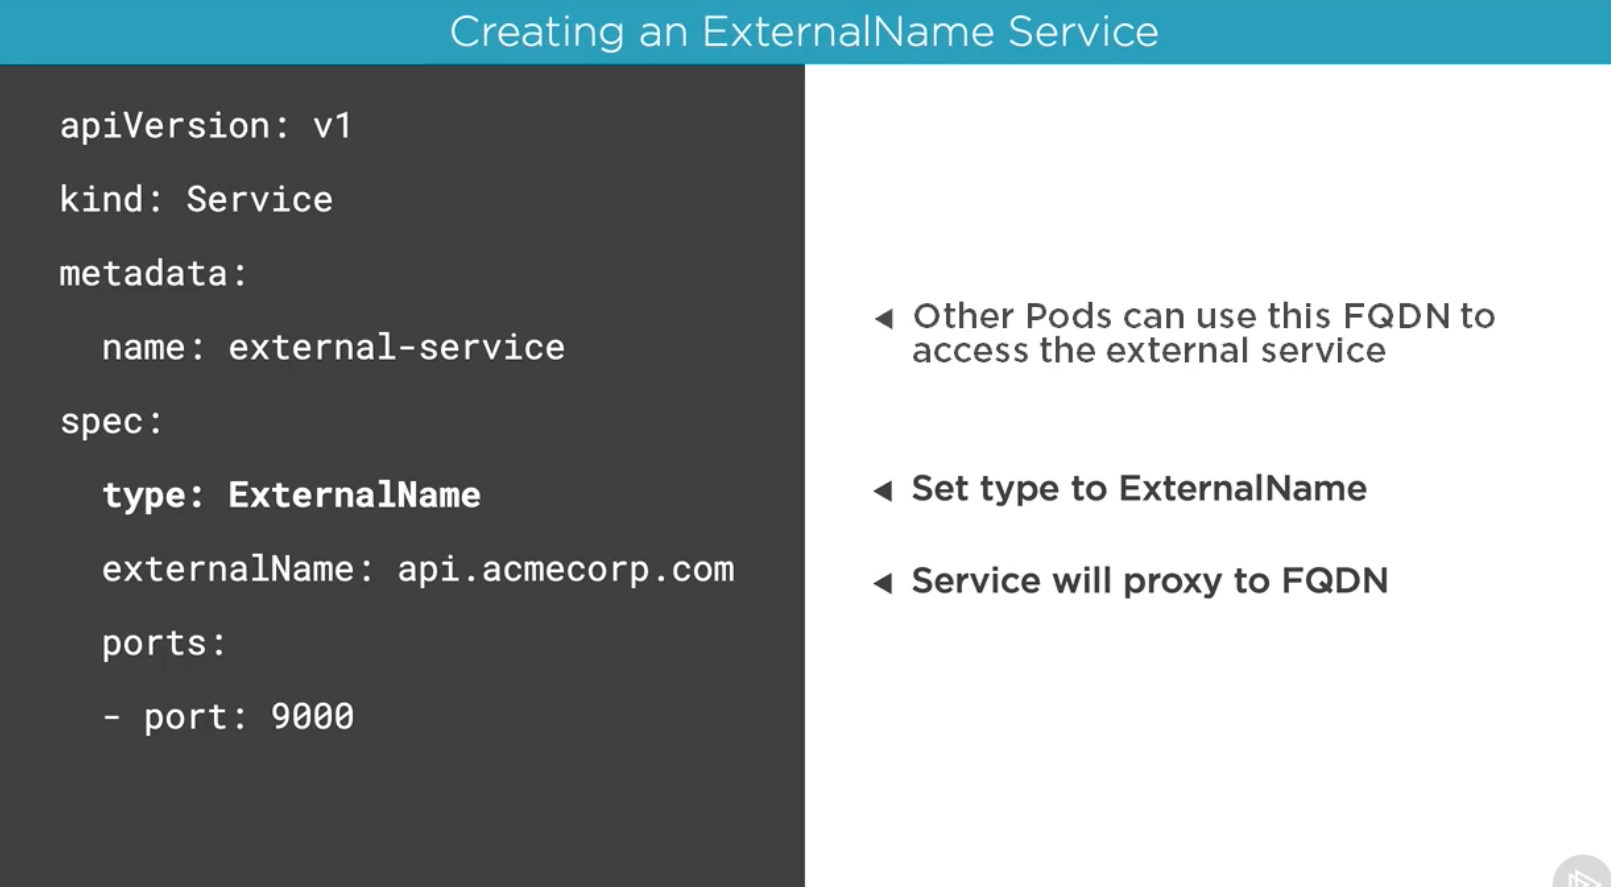 Creating an ExternalName Service
apiVersion: v1
kind: Service
metadata:
  name: external-service
spec:
  type: ExternalName
  externalName: api.acmecorp.com
  ports:
  - port: 9000
◄ Other Pods can use this FQDN to
access the external service
◄ Set type to ExternalName
◄ Service will proxy to FQDN